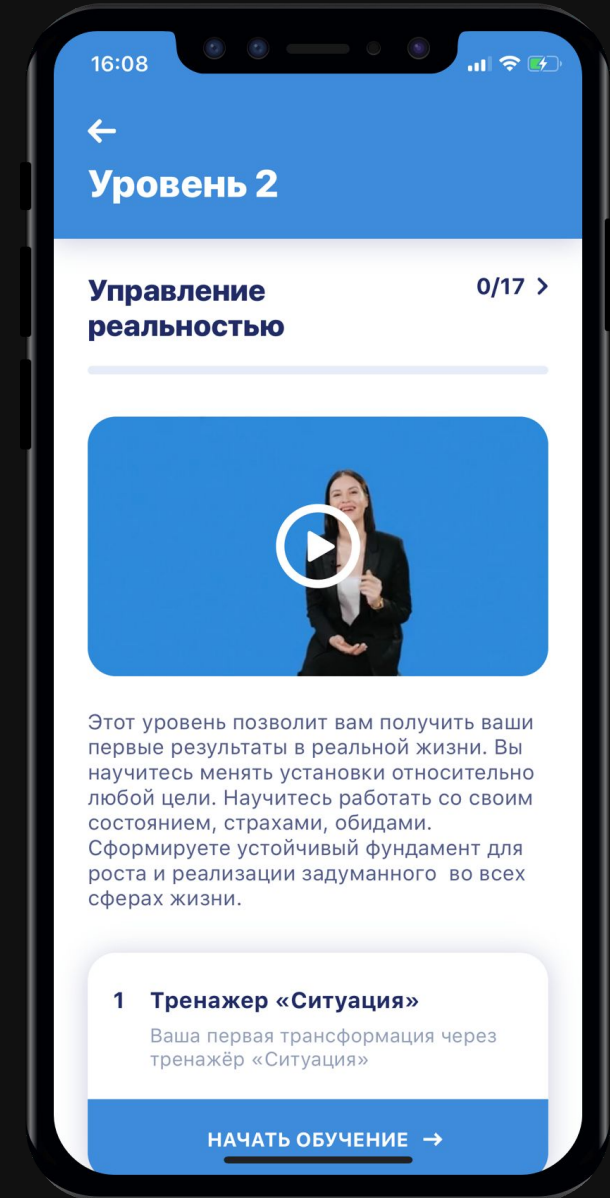 16:08
Уровень 2
Управление
реальностью
0/17
Этот уровень позволит вам получить ваши
первые результаты в реальной жизни. Вы
научитесь менять установки относительно
любой цели. Научитесь работать со своим
состоянием, страхами, обидами.
Сформируете устойчивый фундамент для
роста и реализации задуманного  во всех
сферах жизни.
1 Тренажер «Ситуация»
Ваша первая трансформация через
тренажёр «Ситуация»
НАЧАТЬ ОБУЧЕНИЕ →